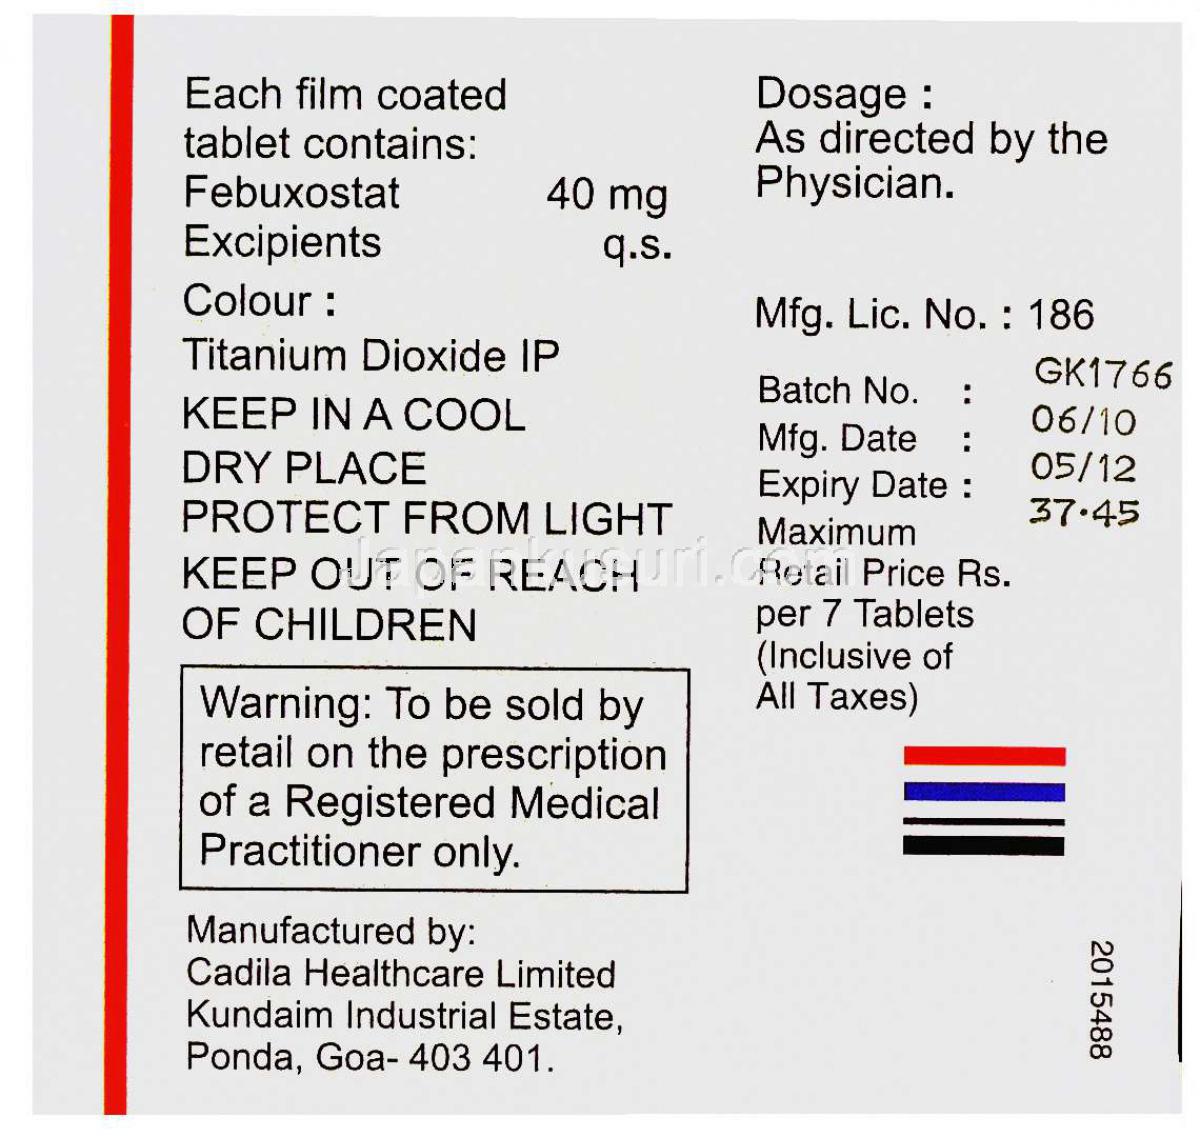 Each film coated
tablet contains:
Febuxostat 40 mg
Excipients q.s.
Colour :
Titanium Dioxide IP
KEEP IN A COOL
DRY PLACE
PROTECT FROM LIGHT
KEEP OUT OF REACH
OF CHILDREN
Warning: To be sold by
retail on the prescription
of a Registered Medical
Practitioner only.
Manufactured by:
Cadila Healthcare Limited
Kundaim Industrial Estate,
Ponda, Goa- 403 401.
Dosage :
As directed by the
Physician.
Mfg. Lic. No. : 186
Batch No. : GK1766
Mfg. Date : 06/10
Expiry Date : 05/12
Maximum 37.45
Retail Price Rs.
per 7 Tablets
(Inclusive of
All Taxes)
2015488
Japankusuri.com